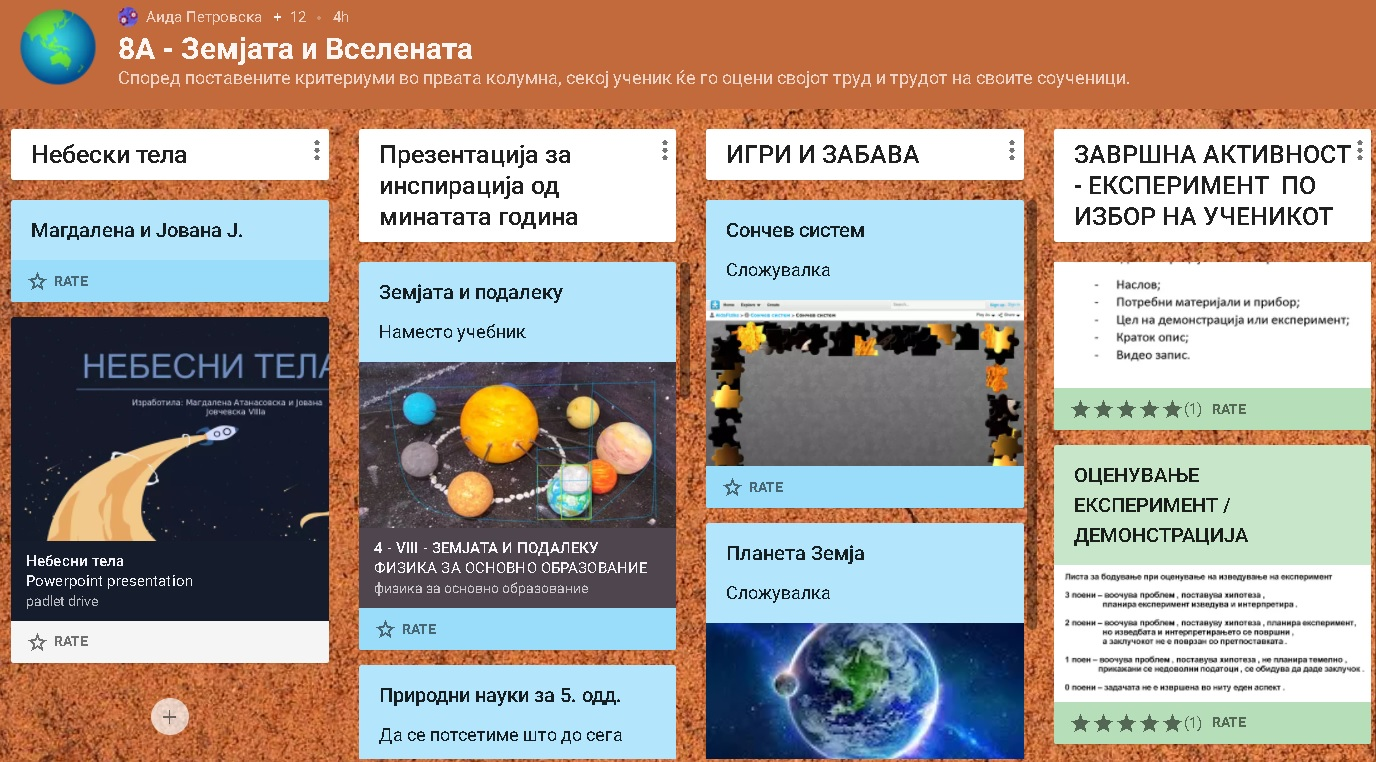 Аида Петровска + 12 • 4h
8А - Земјата и Вселената
Според поставените критериуми во првата колумна, секој ученик ќе го оцени својот труд и трудот на своите соученици.
Небески тела
Магдалена и Јована Ј.
RATE
НЕБЕСНИ ТЕЛА
Изработила: Магдалена Атанасовска и Јована
Јовчевска VIIIа
Небесни тела
Powerpoint presentation
padlet drive
RATE
Презентација за
инспирација од
минатата година
Земјата и подалеку
Наместо учебник
4 - VIII - ЗЕМЈАТА И ПОДАЛЕКУ
ФИЗИКА ЗА ОСНОВНО ОБРАЗОВАНИЕ
физика за основно образование
RATE
Природни науки за 5. одд.
Да се потсетиме што до сега
ИГРИ И ЗАБАВА
Сончев систем
Сложувалка
RATE
Планета Земја
Сложувалка
ЗАВРШНА АКТИВНОСТ
- ЕКСПЕРИМЕНТ ПО
ИЗБОР НА УЧЕНИКОТ
- Наслов;
- Потребни материјали и прибор;
- Цел на демонстрација или експеримент;
- Краток опис;
- Видео запис.
★★★★★(1) RATE
ОЦЕНУВАЊЕ
ЕКСПЕРИМЕНТ /
ДЕМОНСТРАЦИЈА
Листа за бодување при оценување на изведување на експеримент
3 поени – воочува проблем , поставува хипотеза ,
планира експеримент изведува и интерпретира .
2 поени – воочува проблем , поставуву хипотеза , планира експеримент,
но изведбата и интерпретирањето се површни ,
а заклучокот не е поврзан со претпоставката .
1 поен – воочува проблем , поставува хипотеза , не планира темелно ,
прикажани се недоволни податоци , се обидува да даде заклучок .
0 поени – задачата не е извршена во ниту еден аспект .
★★★★★(1) RATE